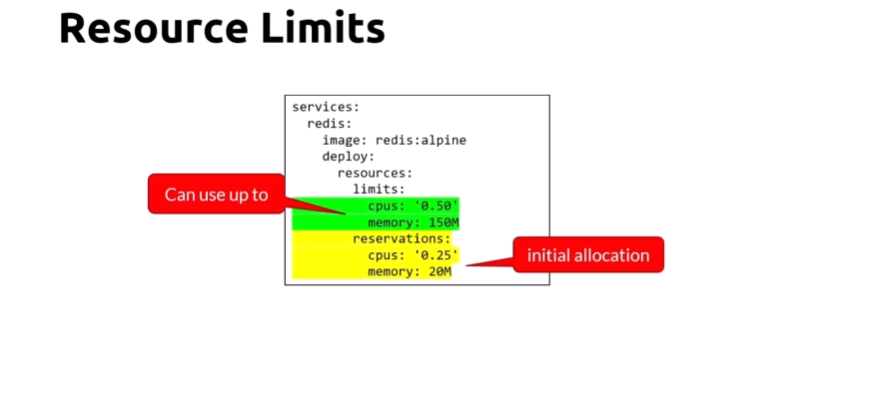 Resource Limits
services:
  redis:
    image: redis:alpine
    deploy:
      resources:
        limits:
Can use up to
          cpus: '0.50'
          memory: 150M
        reservations:
          cpus: '0.25'
          memory: 20M
initial allocation